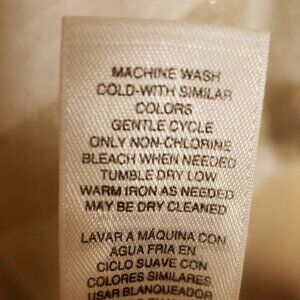 MACHINE WASH
COLD-WITH SIMILAR
COLORS
GENTLE CYCLE
ONLY NON-CHLORINE
BLEACH WHEN NEEDED
TUMBLE DRY LOW
WARM IRON AS NEEDED
MAY BE DRY CLEANED
LAVAR A MÁQUINA CON
AGUA FRIA EN
CICLO SUAVE CON
COLORES SIMILARES
USAR BLANQUEADOR